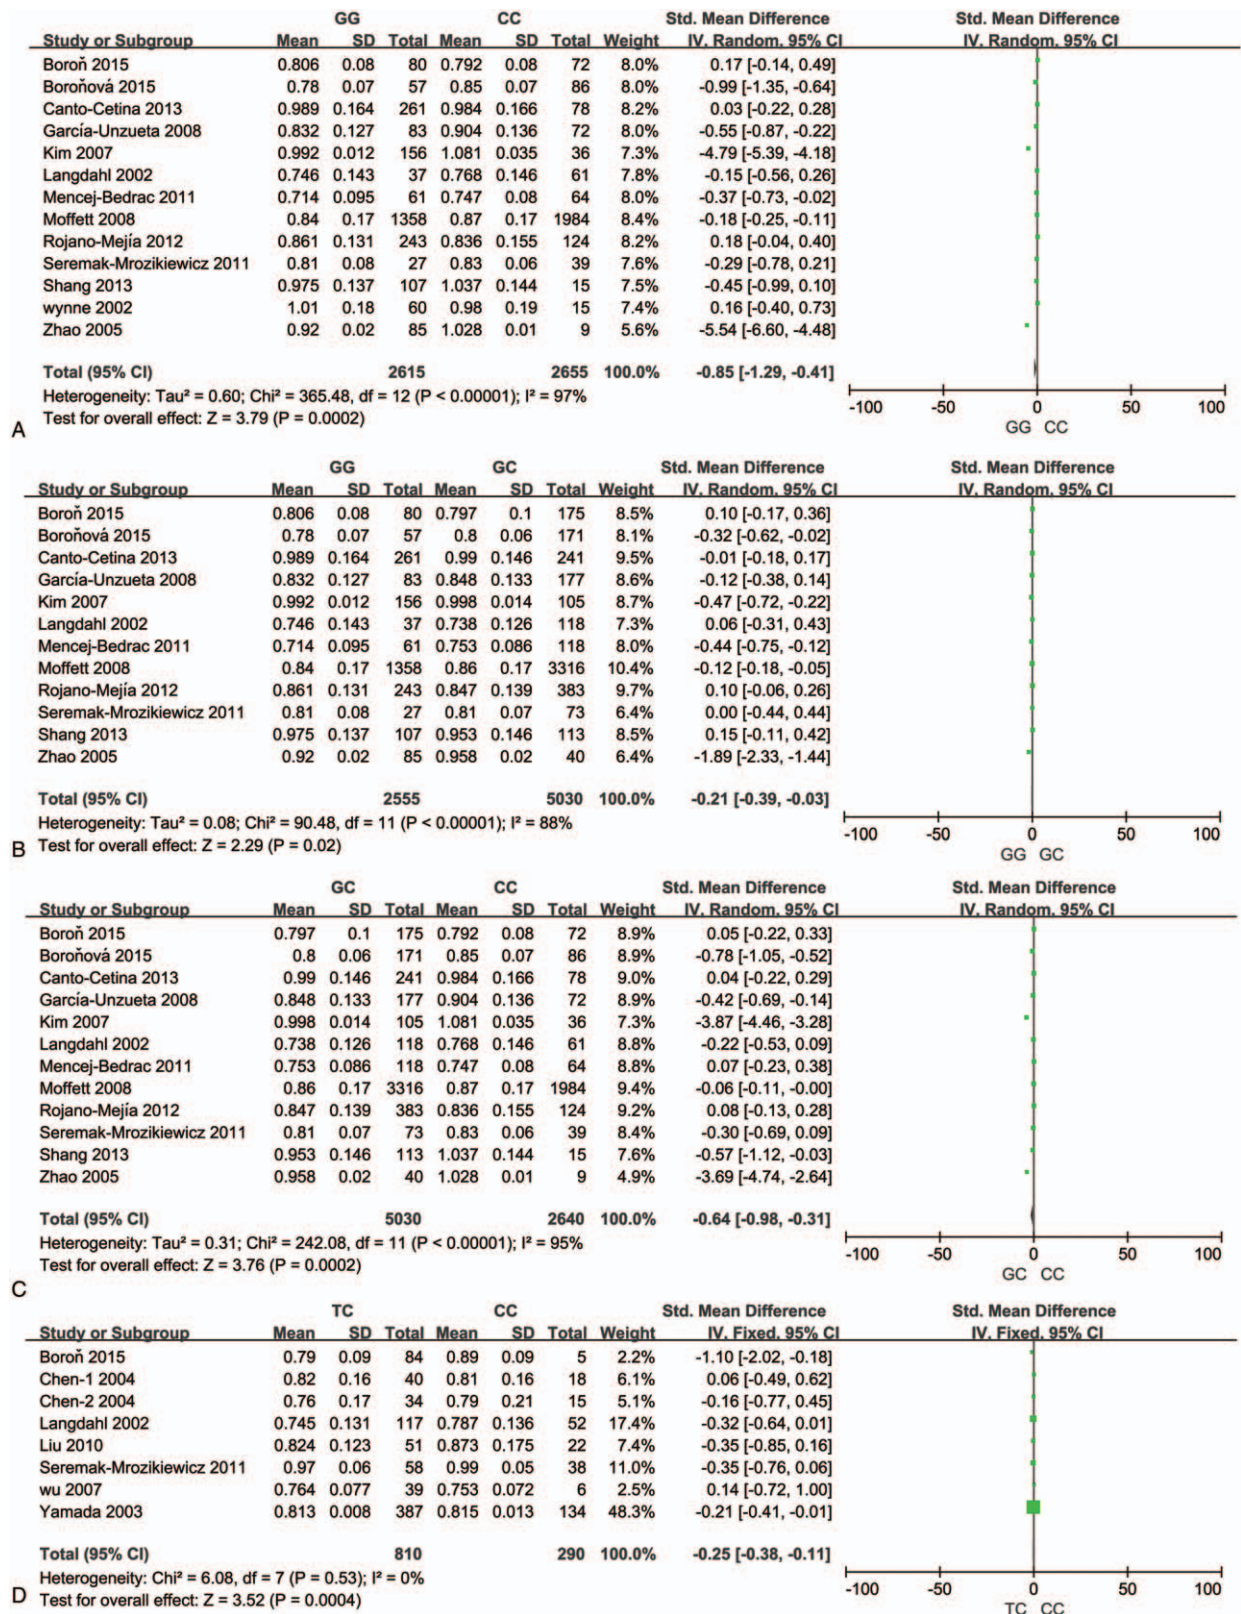 GG CC Std. Mean Difference Std. Mean Difference
Study or Subgroup Mean SD Total Mean SD Total Weight IV, Random, 95% CI IV, Random, 95% CI
Boroň 2015 0.806 0.08 80 0.792 0.08 72 8.0% 0.17 [-0.14, 0.49]
Boroňová 2015 0.78 0.07 57 0.85 0.07 86 8.0% -0.99 [-1.35, -0.64]
Canto-Cetina 2013 0.989 0.164 261 0.984 0.166 78 8.2% 0.03 [-0.22, 0.28]
García-Unzueta 2008 0.832 0.127 83 0.904 0.136 72 8.0% -0.55 [-0.87, -0.22]
Kim 2007 0.992 0.012 156 1.081 0.035 36 7.3% -4.79 [-5.39, -4.18]
Langdahl 2002 0.746 0.143 37 0.768 0.146 61 7.8% -0.15 [-0.56, 0.26]
Mencej-Bedrac 2011 0.714 0.095 61 0.747 0.08 64 8.0% -0.37 [-0.73, -0.02]
Moffett 2008 0.84 0.17 1358 0.87 0.17 1984 8.4% -0.18 [-0.25, -0.11]
Rojano-Mejía 2012 0.861 0.131 243 0.836 0.155 124 8.2% 0.18 [-0.04, 0.40]
Seremak-Mrozikiewicz 2011 0.81 0.08 27 0.83 0.06 39 7.6% -0.29 [-0.78, 0.21]
Shang 2013 0.975 0.137 107 1.037 0.144 15 7.5% -0.45 [-0.99, 0.10]
wynne 2002 1.01 0.18 60 0.98 0.19 15 7.4% 0.16 [-0.40, 0.73]
Zhao 2005 0.92 0.02 85 1.028 0.01 9 5.6% -5.54 [-6.60, -4.48]
Total (95% CI) 2615 2655 100.0% -0.85 [-1.29, -0.41]
Heterogeneity: Tau² = 0.60; Chi² = 365.48, df = 12 (P < 0.00001); I² = 97%
Test for overall effect: Z = 3.79 (P = 0.0002)
-100 -50 0 50 100
GG CC
A
GG GC Std. Mean Difference Std. Mean Difference
Study or Subgroup Mean SD Total Mean SD Total Weight IV, Random, 95% CI IV, Random, 95% CI
Boroň 2015 0.806 0.08 80 0.797 0.1 175 8.5% 0.10 [-0.17, 0.36]
Boroňová 2015 0.78 0.07 57 0.8 0.06 171 8.1% -0.32 [-0.62, -0.02]
Canto-Cetina 2013 0.989 0.164 261 0.99 0.146 241 9.5% -0.01 [-0.18, 0.17]
García-Unzueta 2008 0.832 0.127 83 0.848 0.133 177 8.6% -0.12 [-0.38, 0.14]
Kim 2007 0.992 0.012 156 0.998 0.014 105 8.7% -0.47 [-0.72, -0.22]
Langdahl 2002 0.746 0.143 37 0.738 0.126 118 7.3% 0.06 [-0.31, 0.43]
Mencej-Bedrac 2011 0.714 0.095 61 0.753 0.086 118 8.0% -0.44 [-0.75, -0.12]
Moffett 2008 0.84 0.17 1358 0.86 0.17 3316 10.4% -0.12 [-0.18, -0.05]
Rojano-Mejía 2012 0.861 0.131 243 0.847 0.139 383 9.7% 0.10 [-0.06, 0.26]
Seremak-Mrozikiewicz 2011 0.81 0.08 27 0.81 0.07 73 6.4% 0.00 [-0.44, 0.44]
Shang 2013 0.975 0.137 107 0.953 0.146 113 8.5% 0.15 [-0.11, 0.42]
Zhao 2005 0.92 0.02 85 0.958 0.02 40 6.4% -1.89 [-2.33, -1.44]
Total (95% CI) 2555 5030 100.0% -0.21 [-0.39, -0.03]
Heterogeneity: Tau² = 0.08; Chi² = 90.48, df = 11 (P < 0.00001); I² = 88%
Test for overall effect: Z = 2.29 (P = 0.02)
-100 -50 0 50 100
GG GC
B
GC CC Std. Mean Difference Std. Mean Difference
Study or Subgroup Mean SD Total Mean SD Total Weight IV, Random, 95% CI IV, Random, 95% CI
Boroň 2015 0.797 0.1 175 0.792 0.08 72 8.9% 0.05 [-0.22, 0.33]
Boroňová 2015 0.8 0.06 171 0.85 0.07 86 8.9% -0.78 [-1.05, -0.52]
Canto-Cetina 2013 0.99 0.146 241 0.984 0.166 78 9.0% 0.04 [-0.22, 0.29]
García-Unzueta 2008 0.848 0.133 177 0.904 0.136 72 8.9% -0.42 [-0.69, -0.14]
Kim 2007 0.998 0.014 105 1.081 0.035 36 7.3% -3.87 [-4.46, -3.28]
Langdahl 2002 0.738 0.126 118 0.768 0.146 61 8.8% -0.22 [-0.53, 0.09]
Mencej-Bedrac 2011 0.753 0.086 118 0.747 0.08 64 8.8% 0.07 [-0.23, 0.38]
Moffett 2008 0.86 0.17 3316 0.87 0.17 1984 9.4% -0.06 [-0.11, -0.00]
Rojano-Mejía 2012 0.847 0.139 383 0.836 0.155 124 9.2% 0.08 [-0.13, 0.28]
Seremak-Mrozikiewicz 2011 0.81 0.07 73 0.83 0.06 39 8.4% -0.30 [-0.69, 0.09]
Shang 2013 0.953 0.146 113 1.037 0.144 15 7.6% -0.57 [-1.12, -0.03]
Zhao 2005 0.958 0.02 40 1.028 0.01 9 4.9% -3.69 [-4.74, -2.64]
Total (95% CI) 5030 2640 100.0% -0.64 [-0.98, -0.31]
Heterogeneity: Tau² = 0.31; Chi² = 242.08, df = 11 (P < 0.00001); I² = 95%
Test for overall effect: Z = 3.76 (P = 0.0002)
-100 -50 0 50 100
GC CC
C
TC CC Std. Mean Difference Std. Mean Difference
Study or Subgroup Mean SD Total Mean SD Total Weight IV, Fixed, 95% CI IV, Fixed, 95% CI
Boroň 2015 0.79 0.09 84 0.89 0.09 5 2.2% -1.10 [-2.02, -0.18]
Chen-1 2004 0.82 0.16 40 0.81 0.16 18 6.1% 0.06 [-0.49, 0.62]
Chen-2 2004 0.76 0.17 34 0.79 0.21 15 5.1% -0.16 [-0.77, 0.45]
Langdahl 2002 0.745 0.131 117 0.787 0.136 52 17.4% -0.32 [-0.64, 0.01]
Liu 2010 0.824 0.123 51 0.873 0.175 22 7.4% -0.35 [-0.85, 0.16]
Seremak-Mrozikiewicz 2011 0.97 0.06 58 0.99 0.05 38 11.0% -0.35 [-0.76, 0.06]
wu 2007 0.764 0.077 39 0.753 0.072 6 2.5% 0.14 [-0.72, 1.00]
Yamada 2003 0.813 0.008 387 0.815 0.013 134 48.3% -0.21 [-0.41, -0.01]
Total (95% CI) 810 290 100.0% -0.25 [-0.38, -0.11]
Heterogeneity: Chi² = 6.08, df = 7 (P = 0.53); I² = 0%
Test for overall effect: Z = 3.52 (P = 0.0004)
-100 -50 0 50 100
TC CC
D